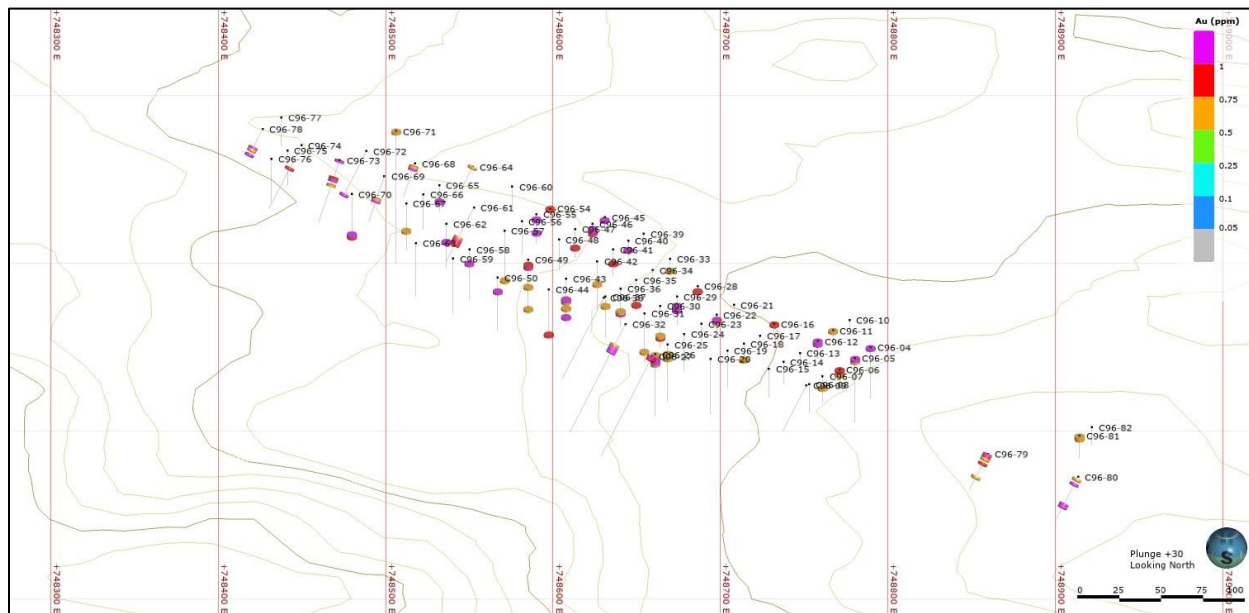 +748300 E
+748400 E
+748500 E
+748600 E
+748700 E
+748800 E
+748900 E
Au (ppm)
1
0.75
0.5
0.25
0.1
0.05
C96-77
C96-78
C96-71
C96-74
C96-75
C96-72
C96-76
C96-73
C96-68
C96-64
C96-69
C96-65
C96-60
C96-70
C96-66
C96-67
C96-61
C96-54
C96-55
C96-45
C96-62
C96-56
C96-46
C96-57
C96-47
C96-39
C96-48
C96-40
C96-58
C96-41
C96-59
C96-49
C96-42
C96-33
C96-34
C96-50
C96-43
C96-35
C96-44
C96-36
C96-28
C96-29
C96-30
C96-21
C96-31
C96-22
C96-32
C96-23
C96-16
C96-10
C96-24
C96-17
C96-11
C96-25
C96-18
C96-12
C96-04
C96-26
C96-19
C96-13
C96-05
C96-20
C96-14
C96-15
C96-06
C96-07
C96-82
C96-81
C96-79
C96-80
Plunge +30
Looking North
S
0 25 50 75 100
+748300 E
+748400 E
+748500 E
+748600 E
+748700 E
+748800 E
+748900 E